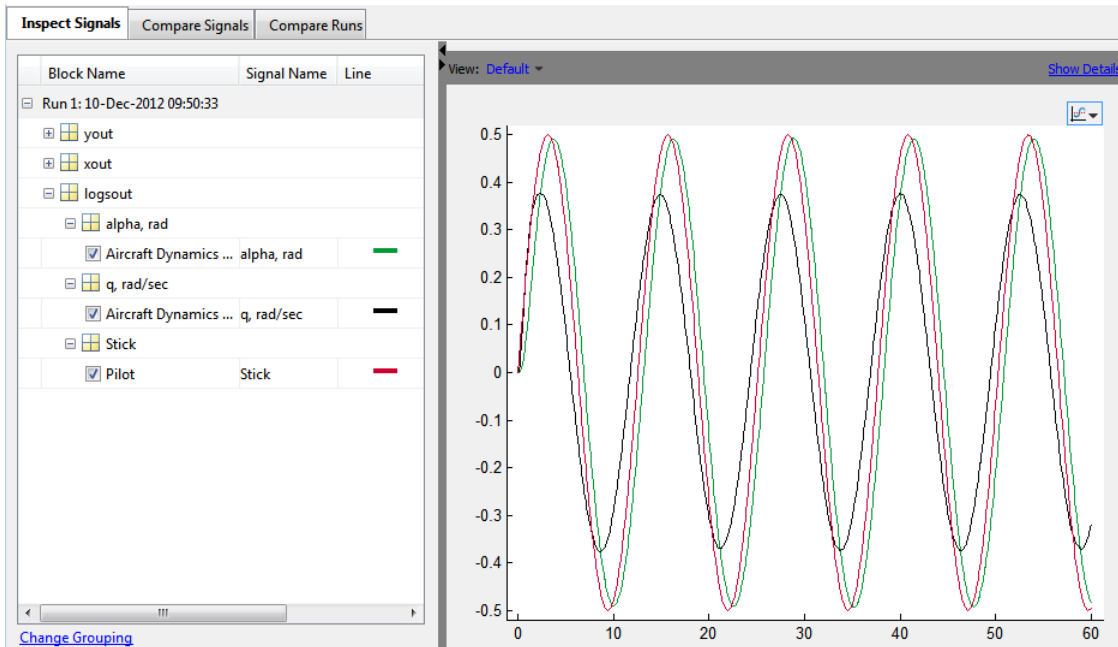 Inspect Signals Compare Signals Compare Runs
Block Name Signal Name Line
Run 1: 10-Dec-2012 09:50:33
yout
xout
logsout
alpha, rad
Aircraft Dynamics ... alpha, rad
q, rad/sec
Aircraft Dynamics ... q, rad/sec
Stick
Pilot Stick
Change Grouping
View: Default Show Details
0.5
0.4
0.3
0.2
0.1
0
-0.1
-0.2
-0.3
-0.4
-0.5
0 10 20 30 40 50 60